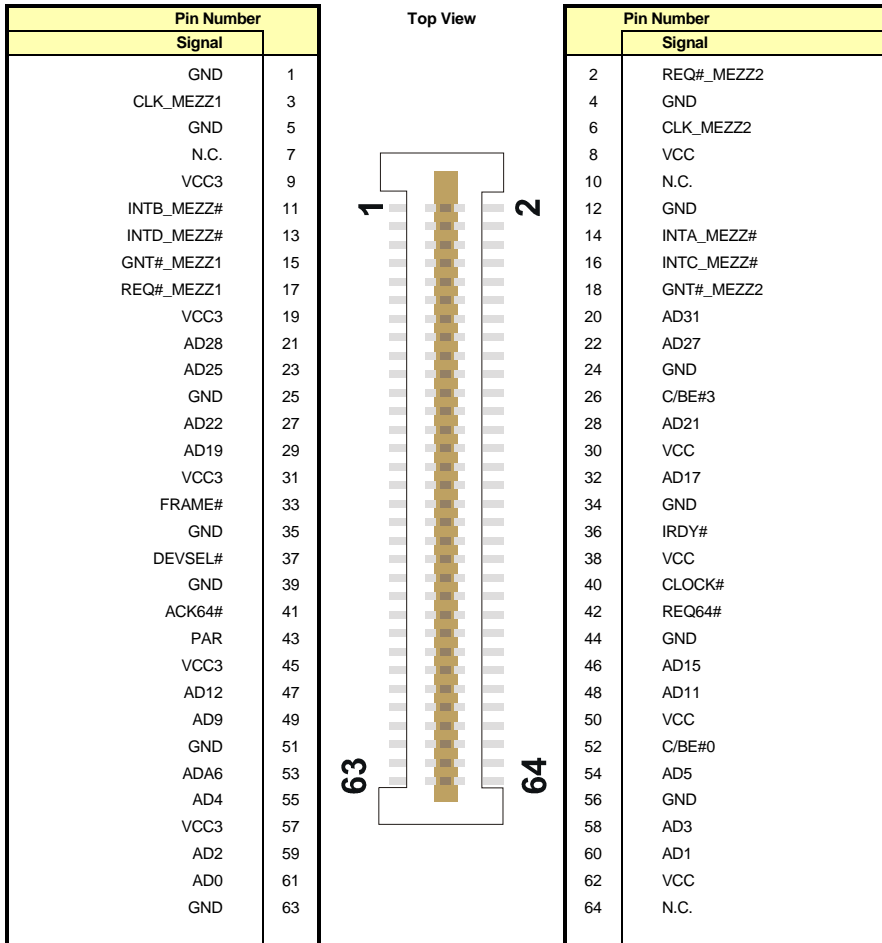 Pin Number Top View Pin Number
Signal Signal
GND 1 2 REQ#_MEZZ2
CLK_MEZZ1 3 4 GND
GND 5 6 CLK_MEZZ2
N.C. 7 8 VCC
VCC3 9 10 N.C.
INTB_MEZZ# 11 1 2 12 GND
INTD_MEZZ# 13 14 INTA_MEZZ#
GNT#_MEZZ1 15 16 INTC_MEZZ#
REQ#_MEZZ1 17 18 GNT#_MEZZ2
VCC3 19 20 AD31
AD28 21 22 AD27
AD25 23 24 GND
GND 25 26 C/BE#3
AD22 27 28 AD21
AD19 29 30 VCC
VCC3 31 32 AD17
FRAME# 33 34 GND
GND 35 36 IRDY#
DEVSEL# 37 38 VCC
GND 39 40 CLOCK#
ACK64# 41 42 REQ64#
PAR 43 44 GND
VCC3 45 46 AD15
AD12 47 48 AD11
AD9 49 50 VCC
GND 51 52 C/BE#0
ADA6 53 63 64 54 AD5
AD4 55 56 GND
VCC3 57 58 AD3
AD2 59 60 AD1
AD0 61 62 VCC
GND 63 64 N.C.